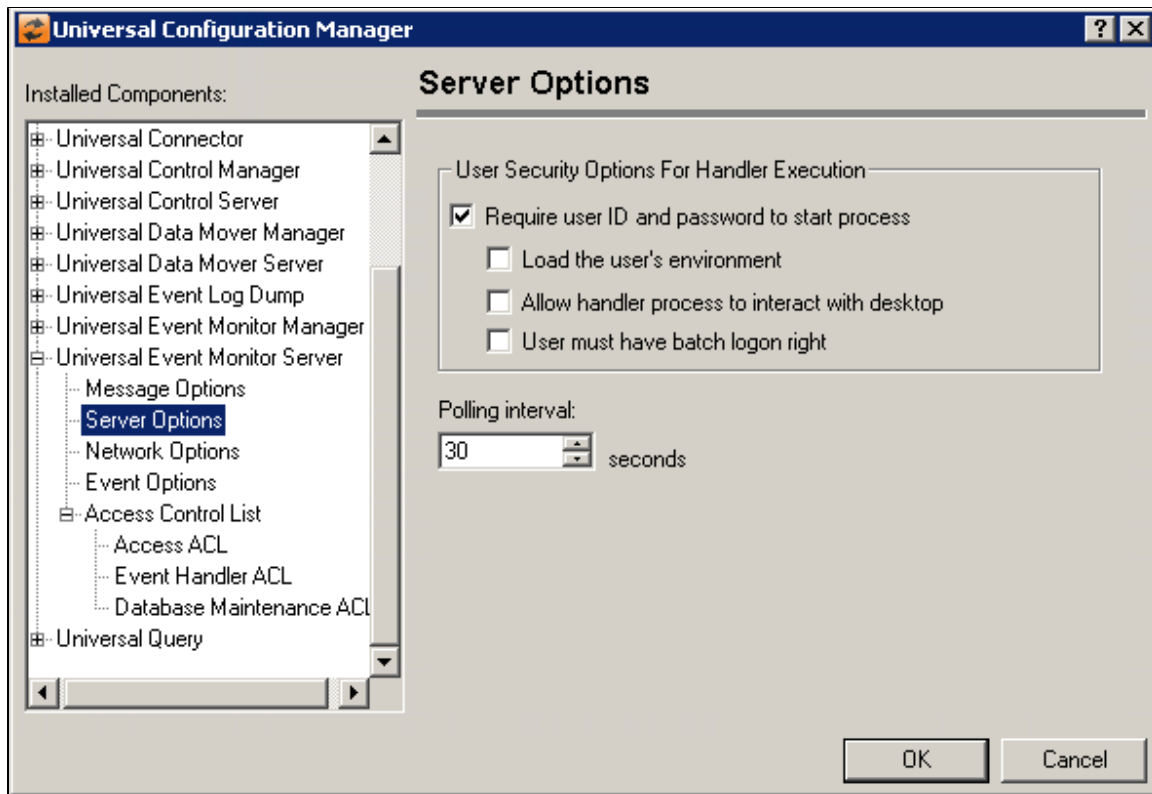 Universal Configuration Manager
Installed Components:
Universal Connector
Universal Control Manager
Universal Control Server
Universal Data Mover Manager
Universal Data Mover Server
Universal Event Log Dump
Universal Event Monitor Manager
Universal Event Monitor Server
Message Options
Server Options
Network Options
Event Options
Access Control List
Access ACL
Event Handler ACL
Database Maintenance ACL
Universal Query
Server Options
User Security Options For Handler Execution
Require user ID and password to start process
Load the user's environment
Allow handler process to interact with desktop
User must have batch logon right
Polling interval:
30 seconds
OK Cancel